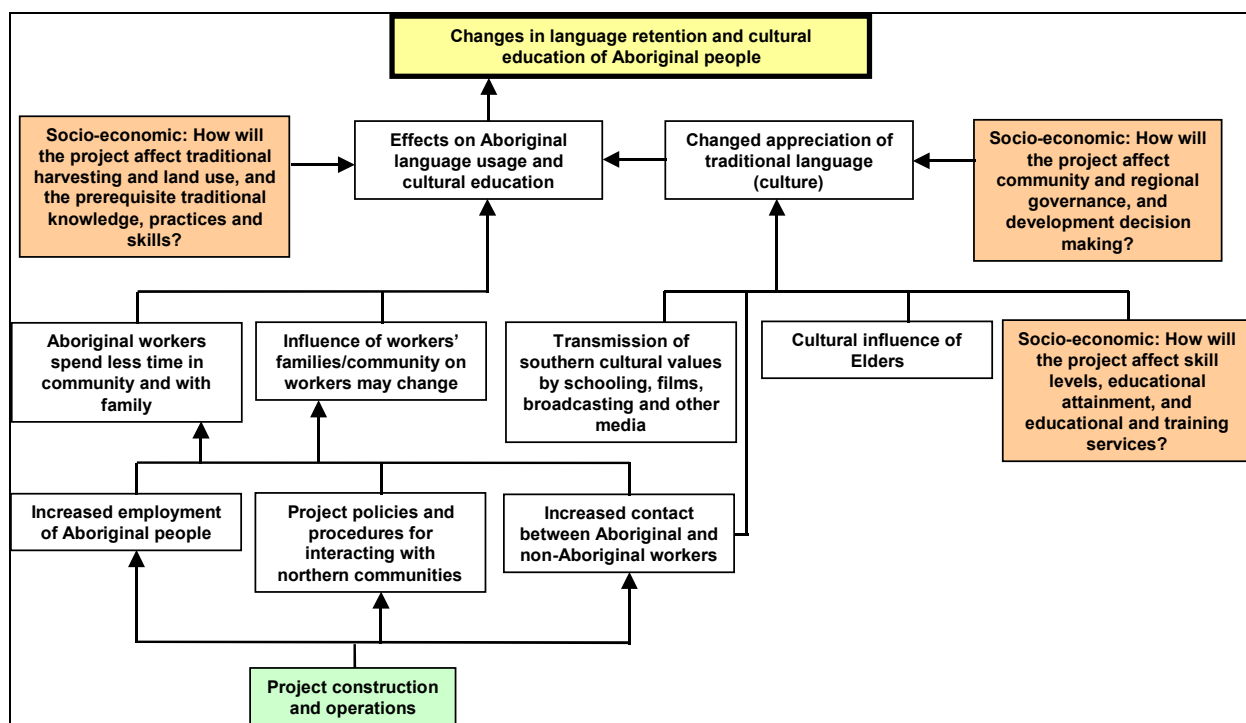 Changes in language retention and cultural
education of Aboriginal people
Socio-economic: How will
the project affect traditional
harvesting and land use, and
the prerequisite traditional
knowledge, practices and
skills?
Effects on Aboriginal
language usage and
cultural education
Changed appreciation of
traditional language
(culture)
Socio-economic: How will
the project affect
community and regional
governance, and
development decision
making?
Aboriginal workers
spend less time in
community and with
family
Influence of workers'
families/community on
workers may change
Transmission of
southern cultural values
by schooling, films,
broadcasting and other
media
Cultural influence of
Elders
Socio-economic: How will
the project affect skill
levels, educational
attainment, and
educational and training
services?
Increased employment
of Aboriginal people
Project policies and
procedures for
interacting with
northern communities
Increased contact
between Aboriginal and
non-Aboriginal workers
Project construction
and operations